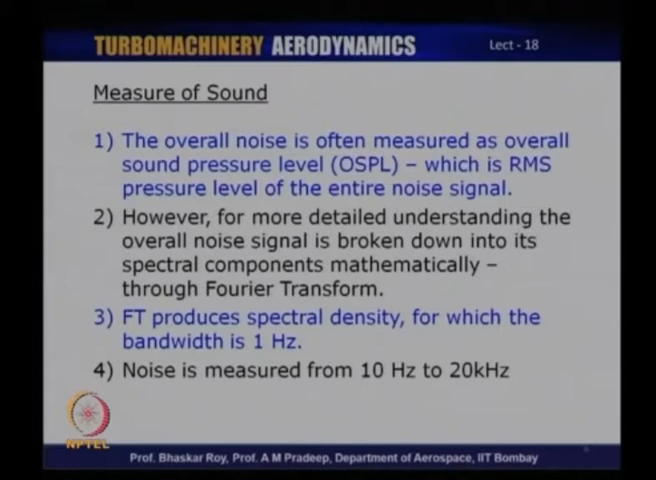 TURBOMACHINERY AERODYNAMICS
Lect - 18
Measure of Sound
1) The overall noise is often measured as overall
sound pressure level (OSPL) – which is RMS
pressure level of the entire noise signal.
2) However, for more detailed understanding the
overall noise signal is broken down into its
spectral components mathematically –
through Fourier Transform.
3) FT produces spectral density, for which the
bandwidth is 1 Hz.
4) Noise is measured from 10 Hz to 20kHz
NPTEL
Prof. Bhaskar Roy, Prof. A M Pradeep, Department of Aerospace, IIT Bombay